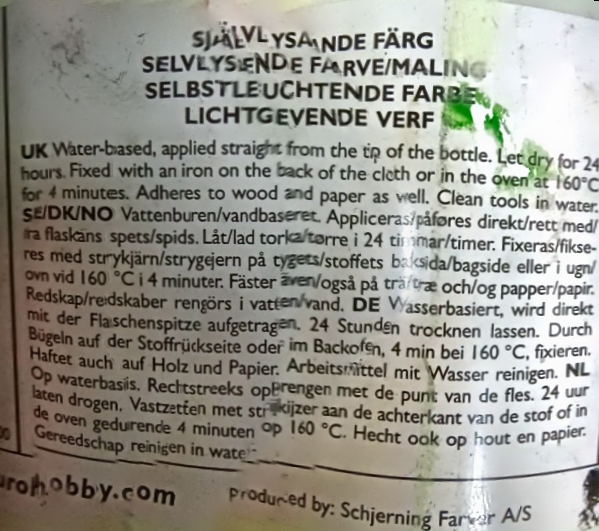 SJÄLVLYSANDE FÄRG
SELVLYSENDE FARVE/MALING
SELBSTLEUCHTENDE FARBE
LICHTGEVENDE VERF
UK Water-based, applied straight from the tip of the bottle. Let dry for 24
hours. Fixed with an iron on the back of the cloth or in the oven at 160°C
for 4 minutes. Adheres to wood and paper as well. Clean tools in water.
SE/DK/NO Vattenburen/vandbaseret. Appliceras/påføres direkt/rett med/
fra flaskans spets/spids. Låt/lad torka/tørre i 24 timmar/timer. Fixeras/fikse-
res med strykjärn/strygejern på tygets/stoffets baksida/bagside eller i ugn/
ovn vid 160 °C i 4 minuter. Fäster även/også på trä/træ och/og papper/papir.
Redskap/redskaber rengörs i vatten/vand. DE Wasserbasiert, wird direkt
mit der Flaschenspitze aufgetragen. 24 Stunden trocknen lassen. Durch
Bügeln auf der Stoffrückseite oder im Backofen, 4 min bei 160 °C, fixieren.
Haftet auch auf Holz und Papier. Arbeitsmittel mit Wasser reinigen. NL
Op waterbasis. Rechtstreeks opbrengen met de punt van de fles. 24 uur
laten drogen. Vastzetten met strijkijzer aan de achterkant van de stof of in
de oven gedurende 4 minuten op 160 °C. Hecht ook op hout en papier.
Gereedschap reinigen in water
urohobby.com
Produced by: Schjerning Farver A/S